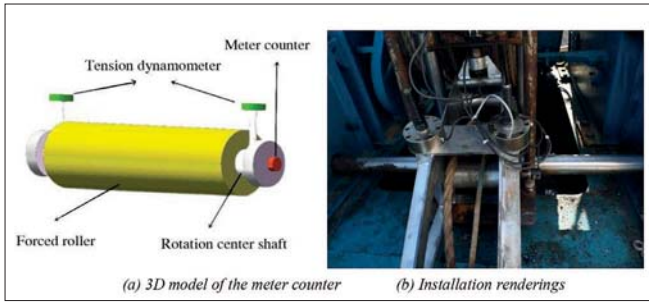 Meter counter
Tension dynamometer
Forced roller
Rotation center shaft
(a) 3D model of the meter counter
(b) Installation renderings